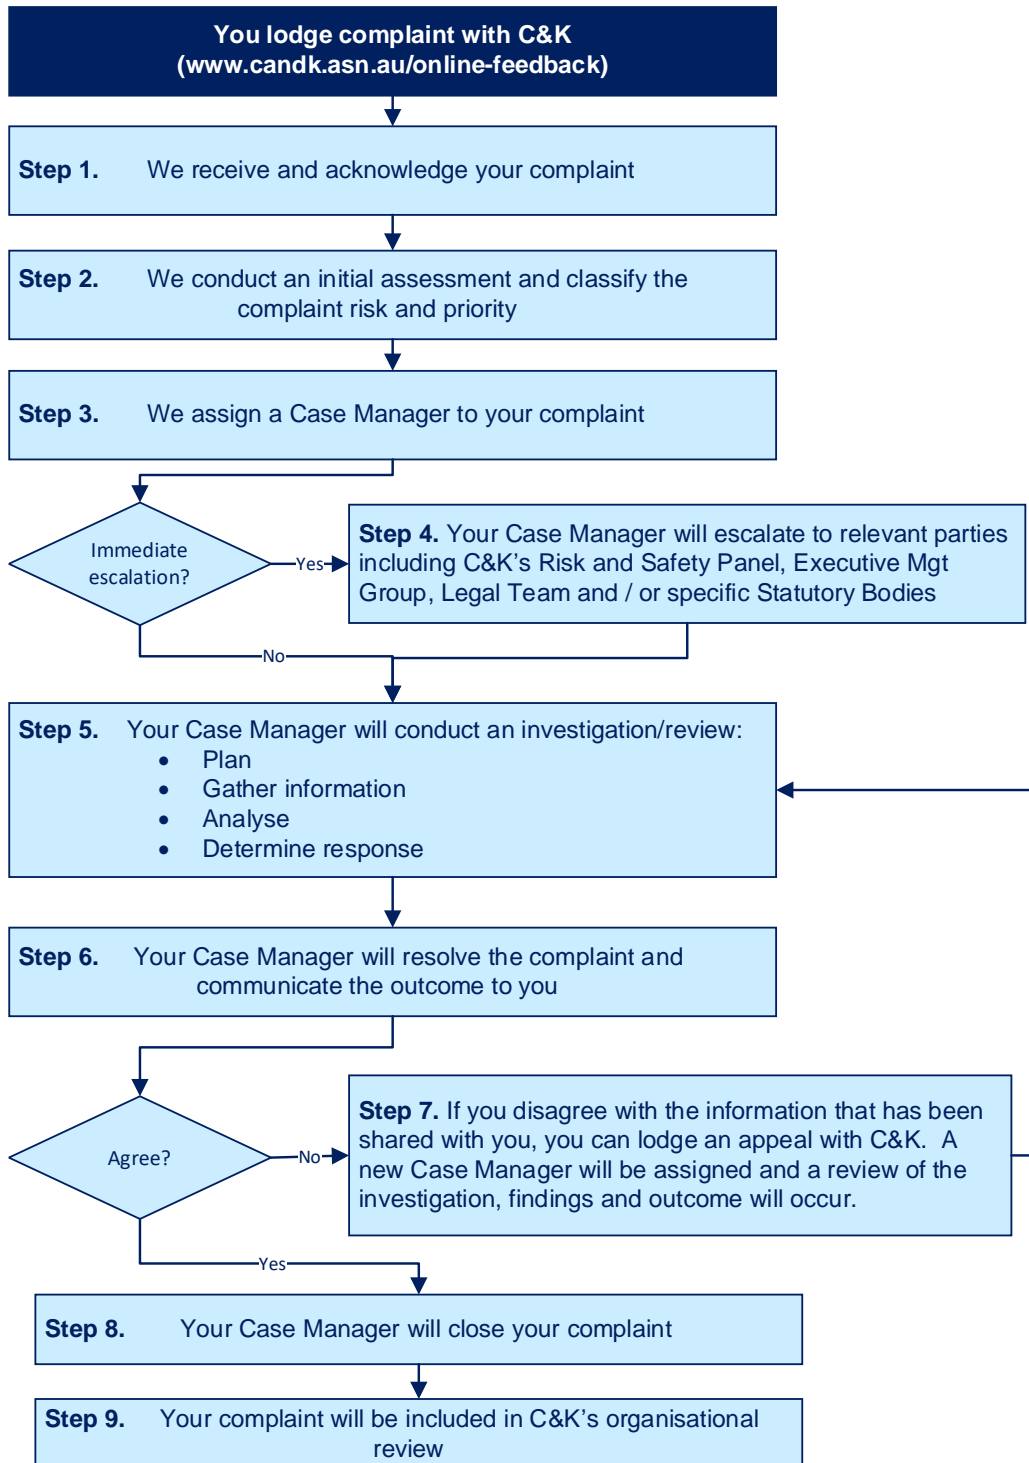 You lodge complaint with C&K
(www.candk.asn.au/online-feedback)
Step 1. We receive and acknowledge your complaint
Step 2. We conduct an initial assessment and classify the
complaint risk and priority
Step 3. We assign a Case Manager to your complaint
Immediate
escalation?
Yes
Step 4. Your Case Manager will escalate to relevant parties
including C&K's Risk and Safety Panel, Executive Mgt
Group, Legal Team and / or specific Statutory Bodies
No
Step 5. Your Case Manager will conduct an investigation/review:
• Plan
• Gather information
• Analyse
• Determine response
Step 6. Your Case Manager will resolve the complaint and
communicate the outcome to you
Agree?
No
Step 7. If you disagree with the information that has been
shared with you, you can lodge an appeal with C&K. A
new Case Manager will be assigned and a review of the
investigation, findings and outcome will occur.
Yes
Step 8. Your Case Manager will close your complaint
Step 9. Your complaint will be included in C&K's organisational
review